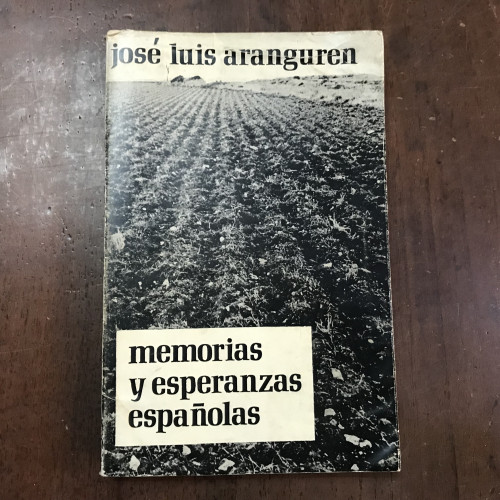 josé luis aranguren
memorias
y esperanzas
españolas